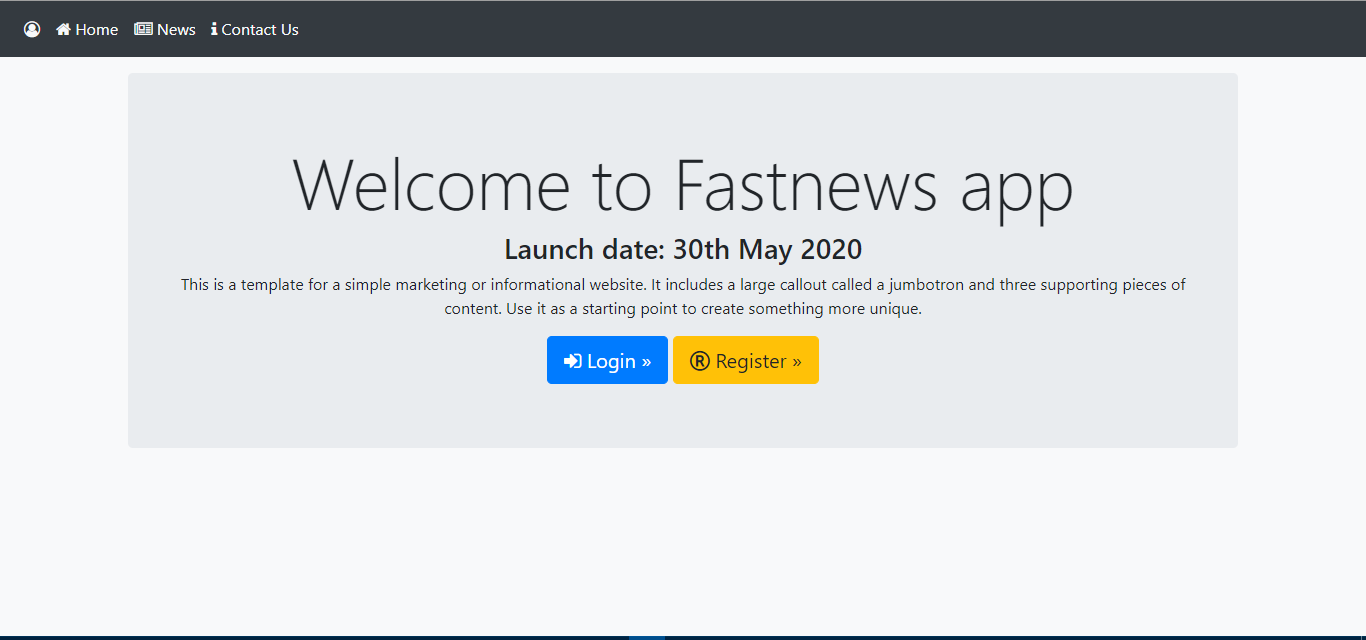 Home News Contact Us
Welcome to Fastnews app
Launch date: 30th May 2020
This is a template for a simple marketing or informational website. It includes a large callout called a jumbotron and three supporting pieces of
content. Use it as a starting point to create something more unique.
Login » ® Register »